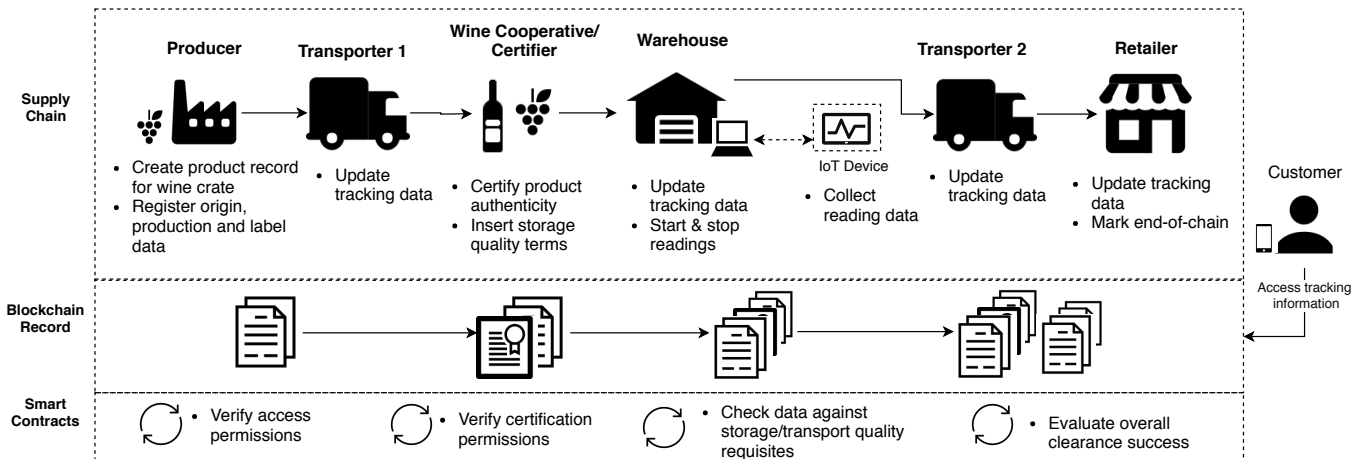 Producer
Transporter 1
Wine Cooperative/
Certifier
Warehouse
Transporter 2
Retailer
Supply
Chain
IoT Device
• Create product record
for wine crate
• Register origin,
production and label
data
• Update
tracking data
• Certify product
authenticity
• Insert storage
quality terms
• Update
tracking data
• Start & stop
readings
• Collect
reading data
• Update
tracking data
• Update tracking
data
• Mark end-of-chain
Customer
Access tracking
information
Blockchain
Record
Smart
Contracts
• Verify access
permissions
• Verify certification
permissions
• Check data against
storage/transport quality
requisites
• Evaluate overall
clearance success